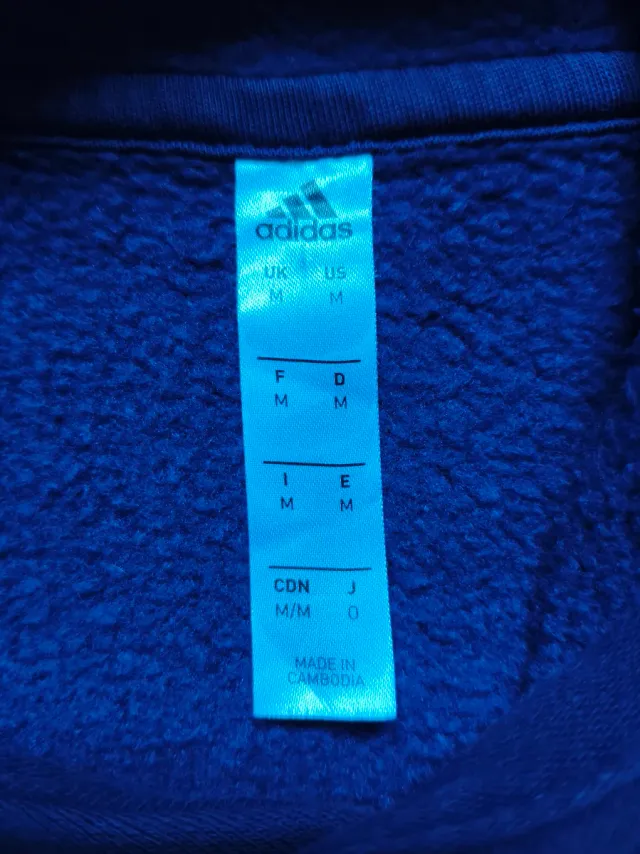 adidas
UK US
M M
F D
M M
I E
M M
CDN J
M/M O
MADE IN
CAMBODIA